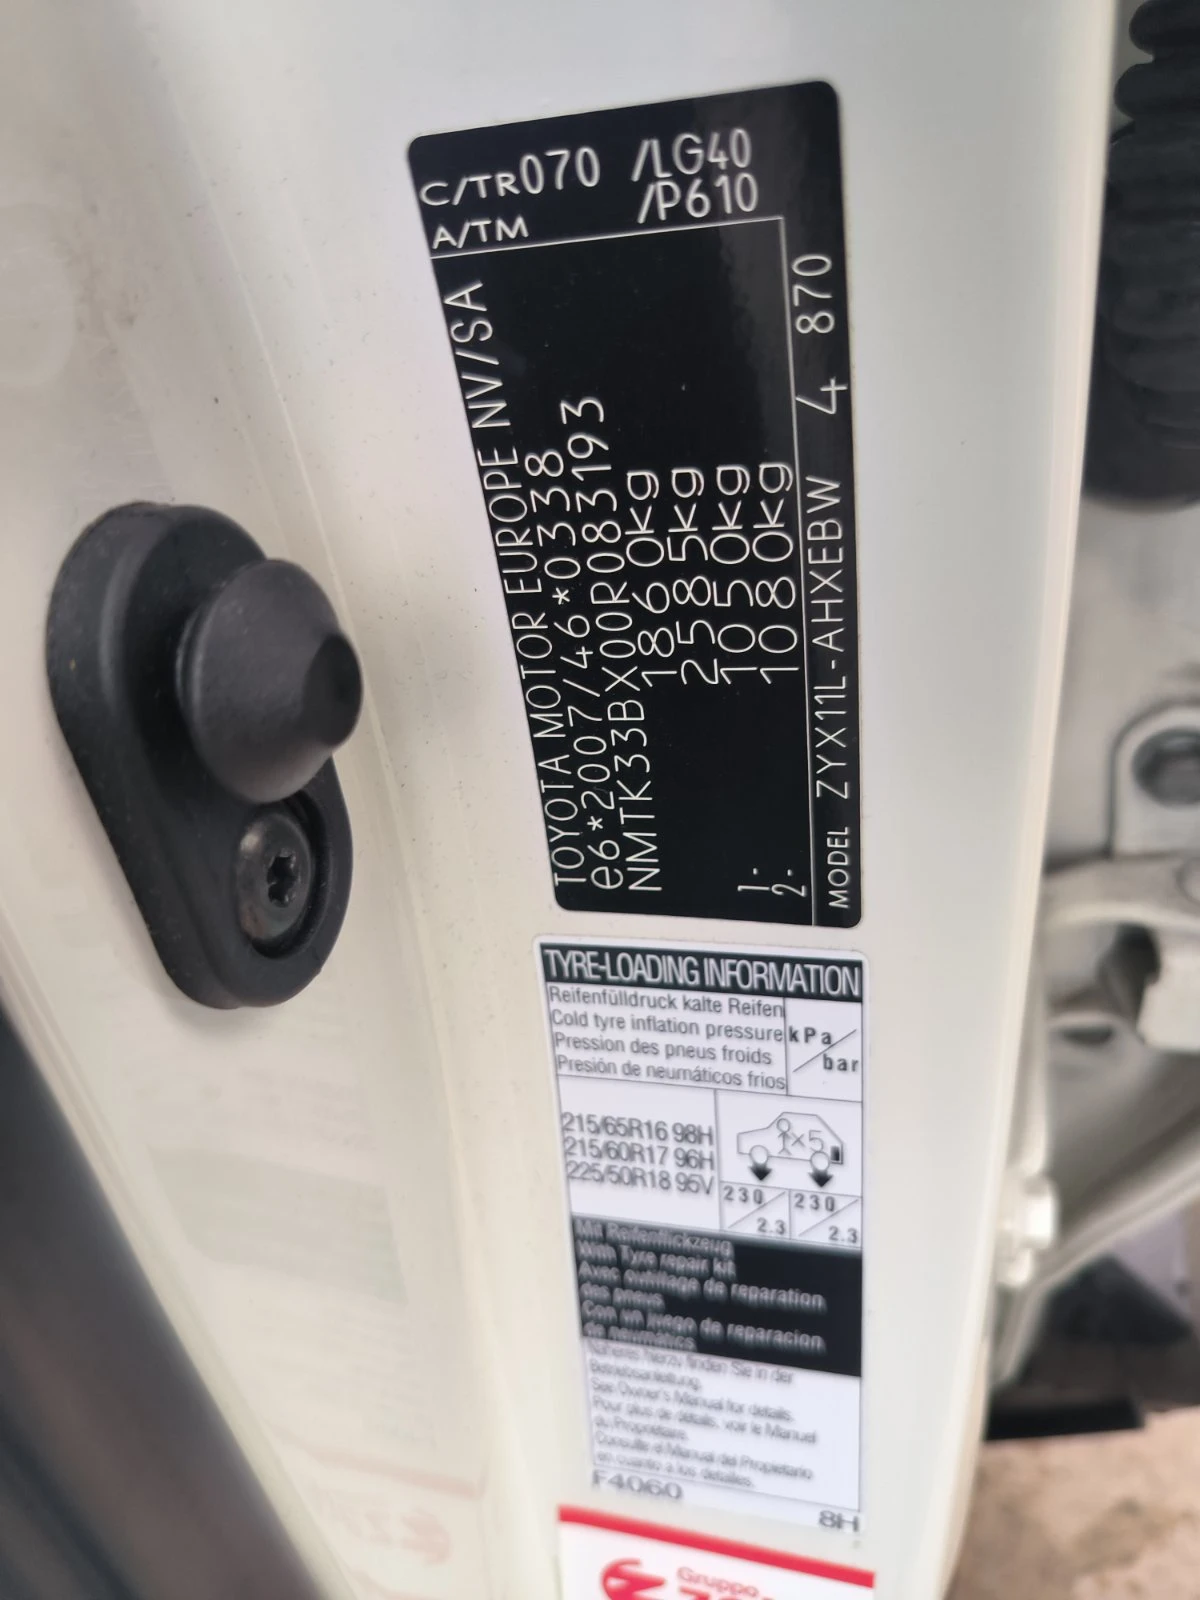 C/TR070 /LG40
A/TM /P610
TOYOTA MOTOR EUROPE NV/SA
e6*2007/46*0338
NMTK33BX00R083193
1860kg
2585kg
1- 1050kg
2- 1080kg
MODEL ZYX11L-AHXEBW 4 870
TYRE-LOADING INFORMATION
Reifenfülldruck kalte Reifen
Cold tyre inflation pressure
Pression des pneus froids
Presión de neumáticos frios
kPa/bar
215/65R16 98H
215/60R17 96H
225/50R18 95V
×5
230/2.3 230/2.3
Mit Reifenflickzeug
With Tyre repair kit
Avec outillage de reparation
des pneus
Con un juego de reparacion
de neumátics
Näheres hierzu finden Sie in der
Betriebsanleitung.
See Owner's Manual for details.
Pour plus de détails, voir le Manuel
du Propriétaire.
Consulte el Manual del Propietario
en cuanto a los detalles.
F4060
8H
Gruppo